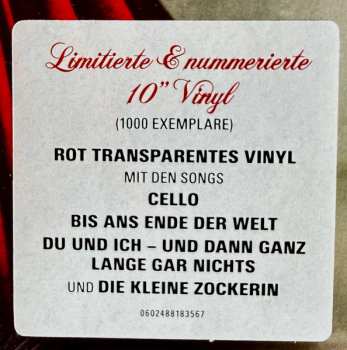 Limitierte & nummerierte
10” Vinyl
(1000 EXEMPLARE)
ROT TRANSPARENTES VINYL
MIT DEN SONGS
CELLO
BIS ANS ENDE DER WELT
DU UND ICH – UND DANN GANZ
LANGE GAR NICHTS
UND DIE KLEINE ZOCKERIN
0602488183567